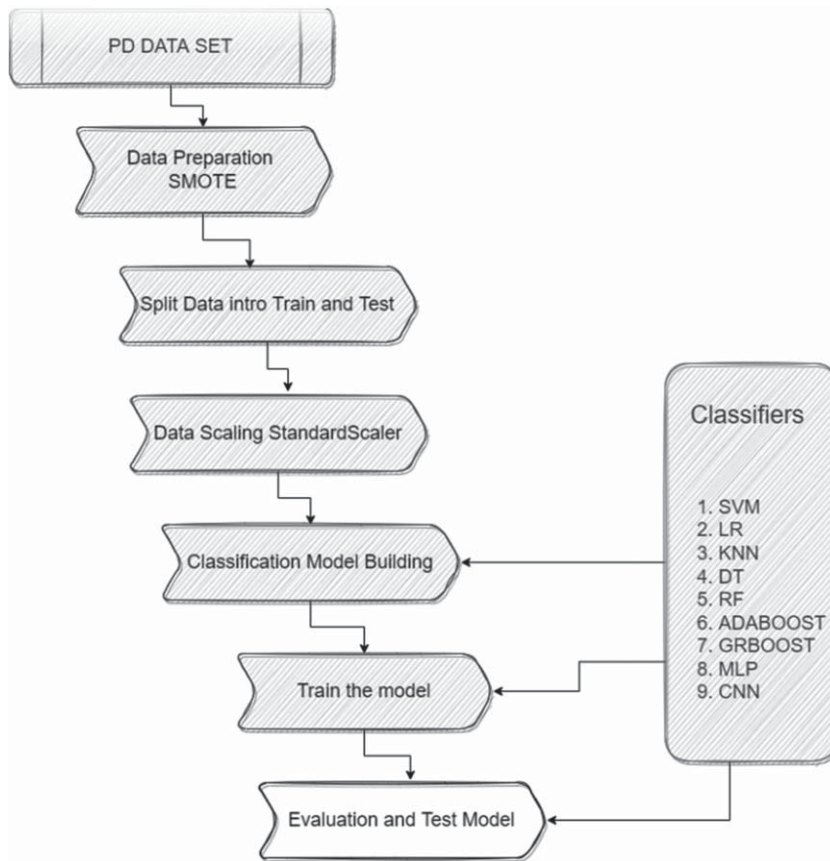 PD DATA SET
Data Preparation
SMOTE
Split Data intro Train and Test
Data Scaling StandardScaler
Classification Model Building
Train the model
Evaluation and Test Model
Classifiers
1. SVM
2. LR
3. KNN
4. DT
5. RF
6. ADABOOST
7. GRBOOST
8. MLP
9. CNN